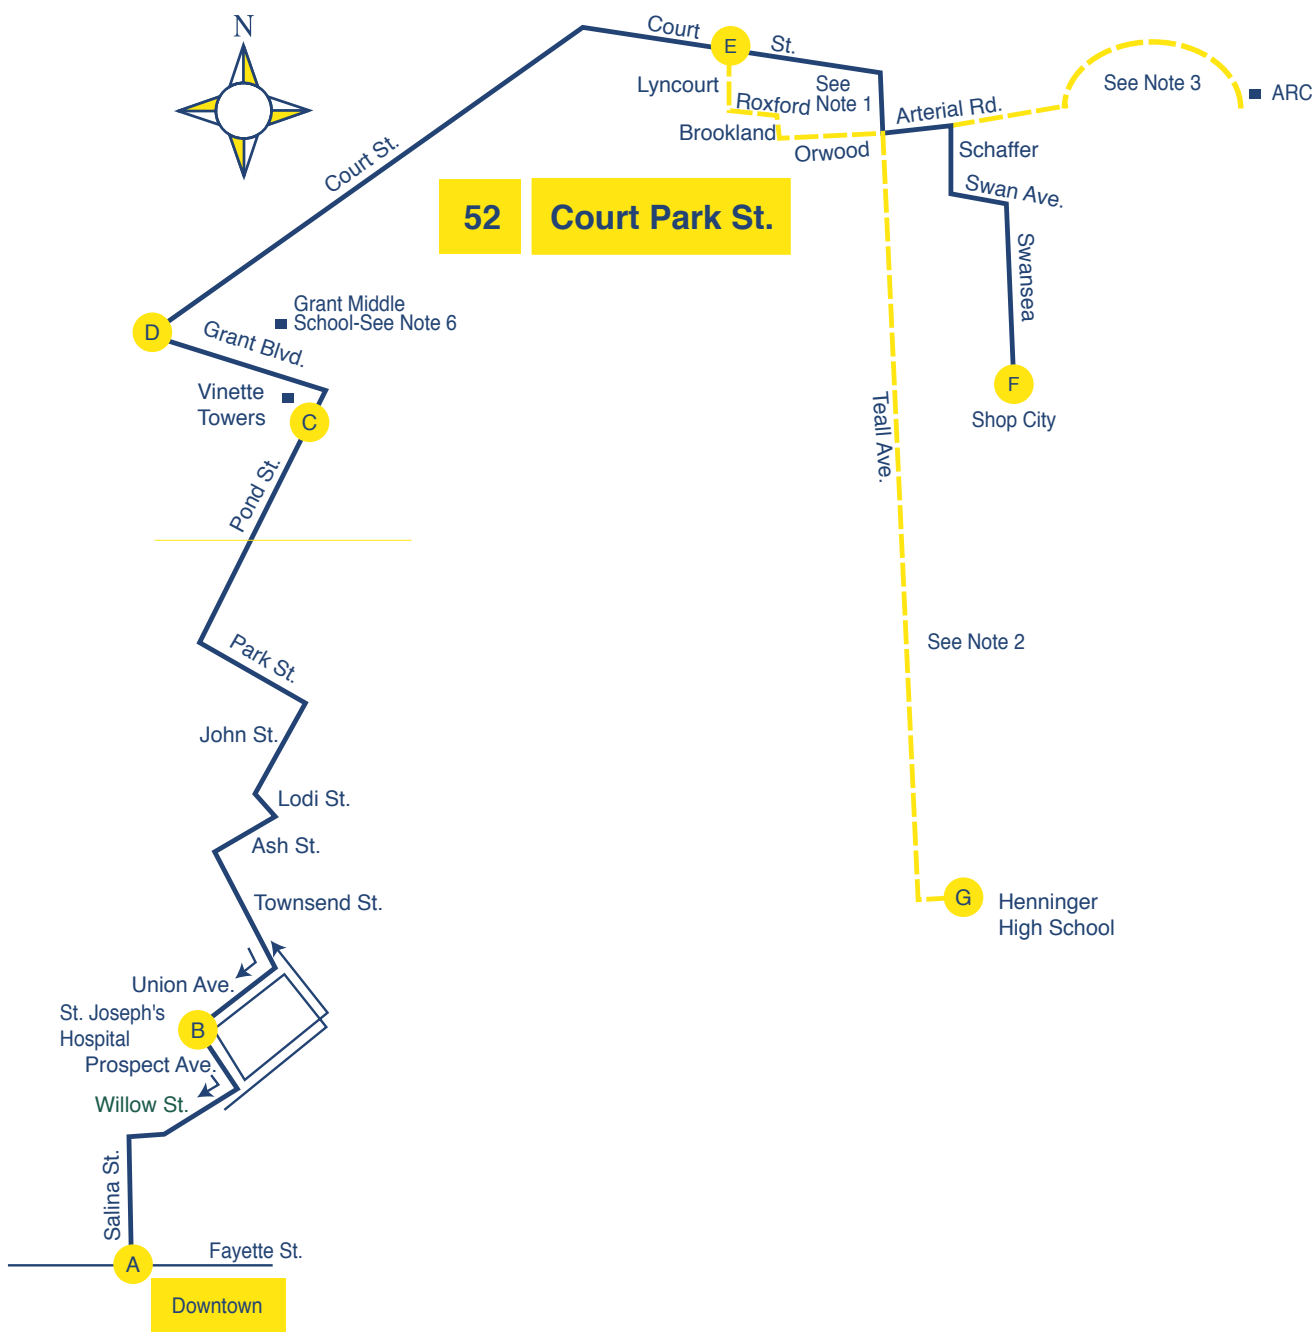 N
Court
E
St.
Lyncourt
See
Note 1
Roxford
Brookland
Orwood
Arterial Rd.
See Note 3
ARC
Schaffer
Swan Ave.
Swansea
Court St.
52
Court Park St.
D
Grant Middle
School-See Note 6
Grant Blvd.
Vinette
Towers
C
F
Shop City
Teall Ave.
Pond St.
Park St.
See Note 2
John St.
Lodi St.
Ash St.
Townsend St.
G
Henninger
High School
Union Ave.
St. Joseph's
Hospital
B
Prospect Ave.
Willow St.
Salina St.
Fayette St.
A
Downtown